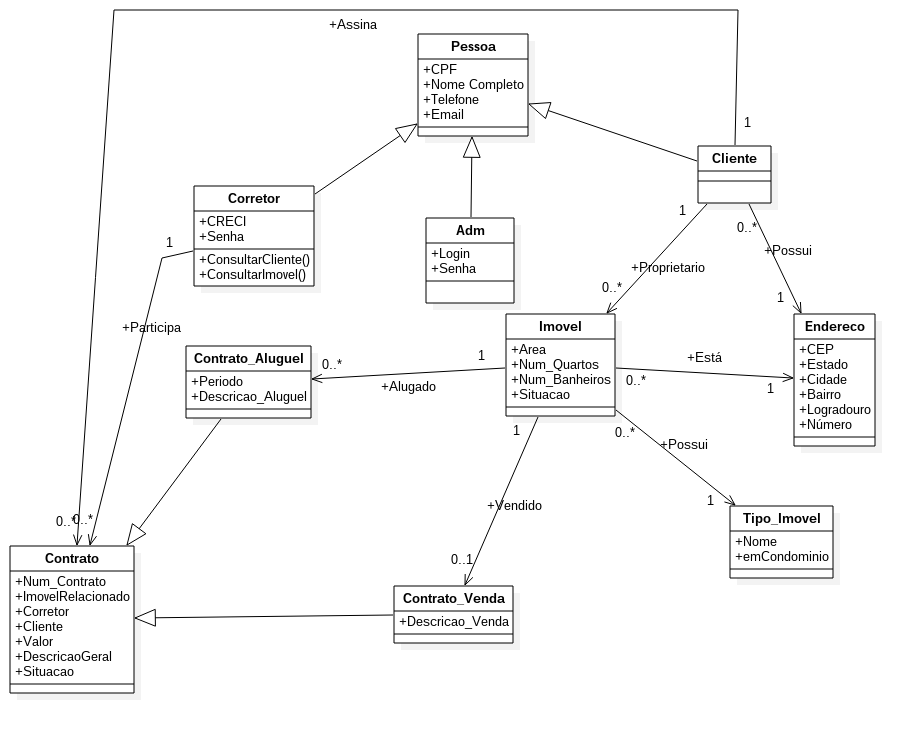 +Assina
Pessoa
+CPF
+Nome Completo
+Telefone
+Email
1
Cliente
Corretor
+CRECI
+Senha
+ConsultarCliente()
+ConsultarImovel()
1
Adm
+Login
+Senha
1
0..*
+Possui
+Proprietario
0..*
1
+Participa
Imovel
+Area
+Num_Quartos
+Num_Banheiros
+Situacao
Endereco
+CEP
+Estado
+Cidade
+Bairro
+Logradouro
+Número
Contrato_Aluguel
+Periodo
+Descricao_Aluguel
0..*
1
+Alugado
+Está
0..*
1
1
0..*
+Possui
1
+Vendido
0..1
Tipo_Imovel
+Nome
+emCondominio
0..*
0..*
Contrato
+Num_Contrato
+ImovelRelacionado
+Corretor
+Cliente
+Valor
+DescricaoGeral
+Situacao
Contrato_Venda
+Descricao_Venda